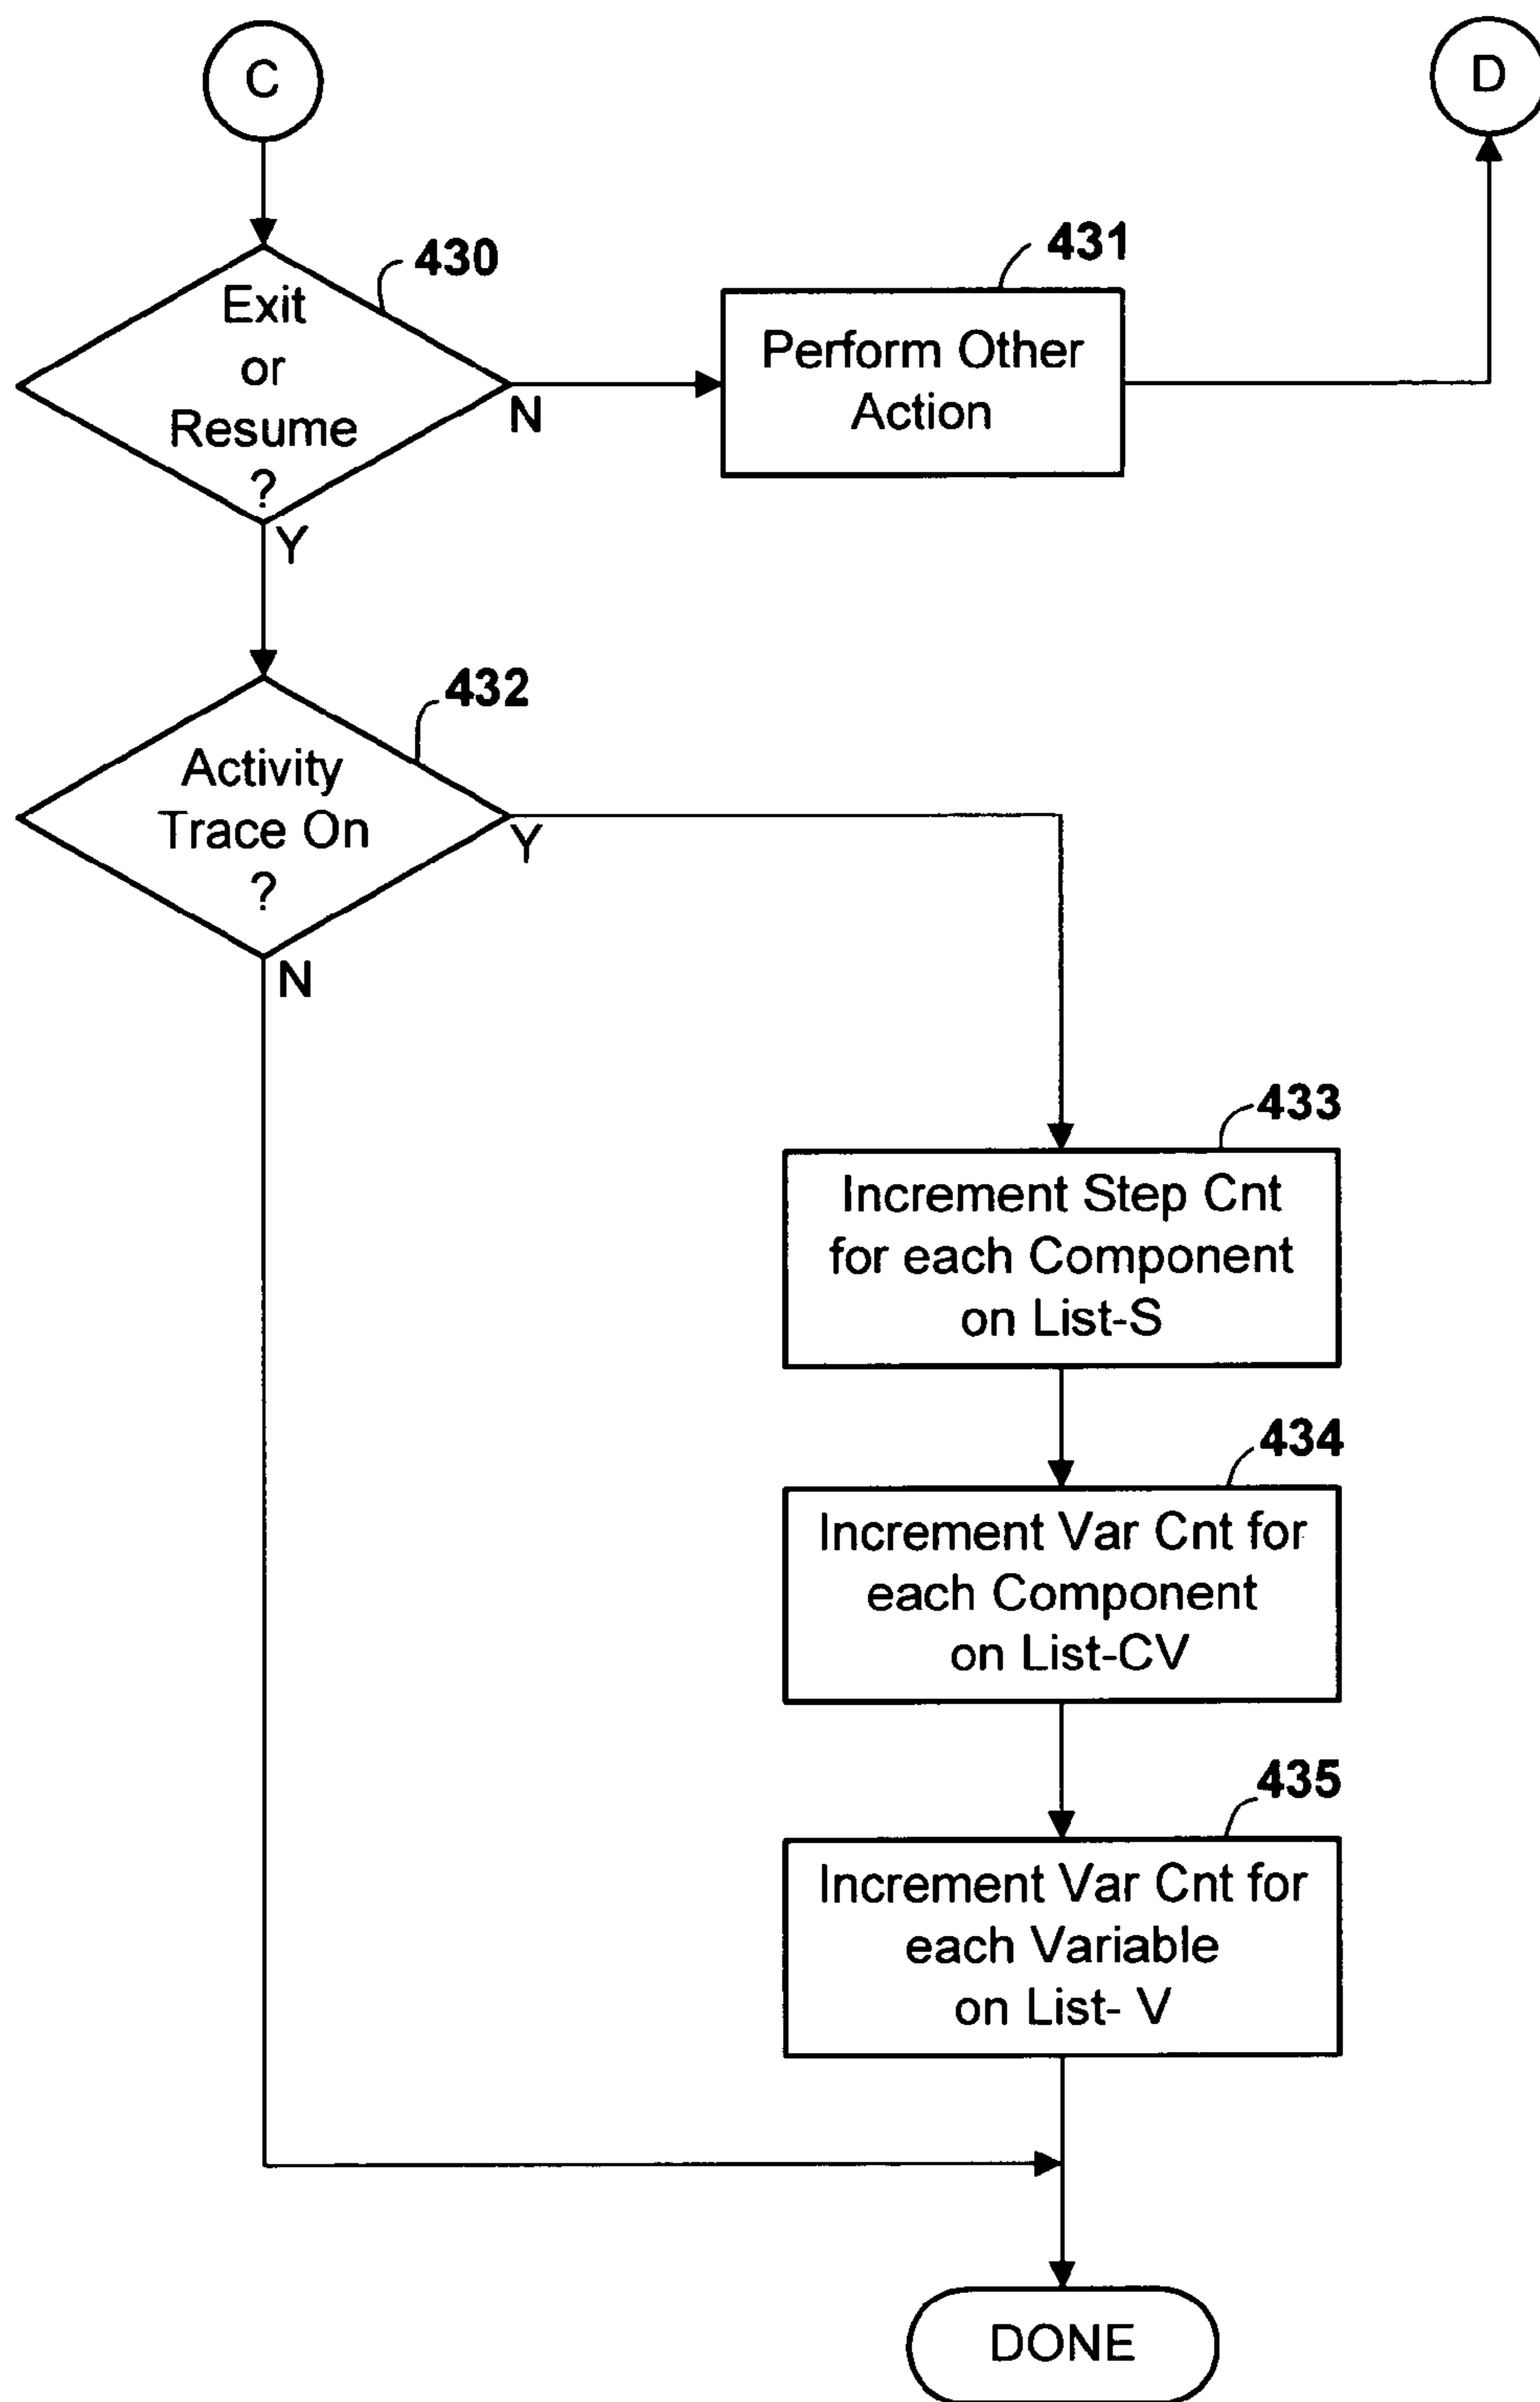 C
D
430
Exit
or
Resume
?
N
Y
431
Perform Other
Action
432
Activity
Trace On
?
Y
N
433
Increment Step Cnt
for each Component
on List-S
434
Increment Var Cnt for
each Component
on List-CV
435
Increment Var Cnt for
each Variable
on List- V
DONE